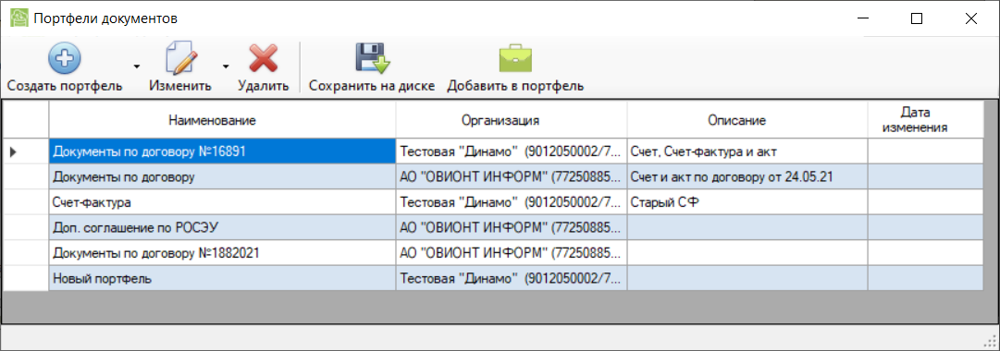 Портфели документов
Создать портфель Изменить Удалить Сохранить на диске Добавить в портфель
Наименование Организация Описание Дата изменения
Документы по договору №16891 Тестовая "Динамо" (9012050002/7... Счет, Счет-фактура и акт
Документы по договору АО "ОВИОНТ ИНФОРМ" (77250885... Счет и акт по договору от 24.05.21
Счет-фактура Тестовая "Динамо" (9012050002/7... Старый СФ
Доп. соглашение по РОСЭУ АО "ОВИОНТ ИНФОРМ" (77250885...
Документы по договору №1882021 АО "ОВИОНТ ИНФОРМ" (77250885...
Новый портфель Тестовая "Динамо" (9012050002/7...